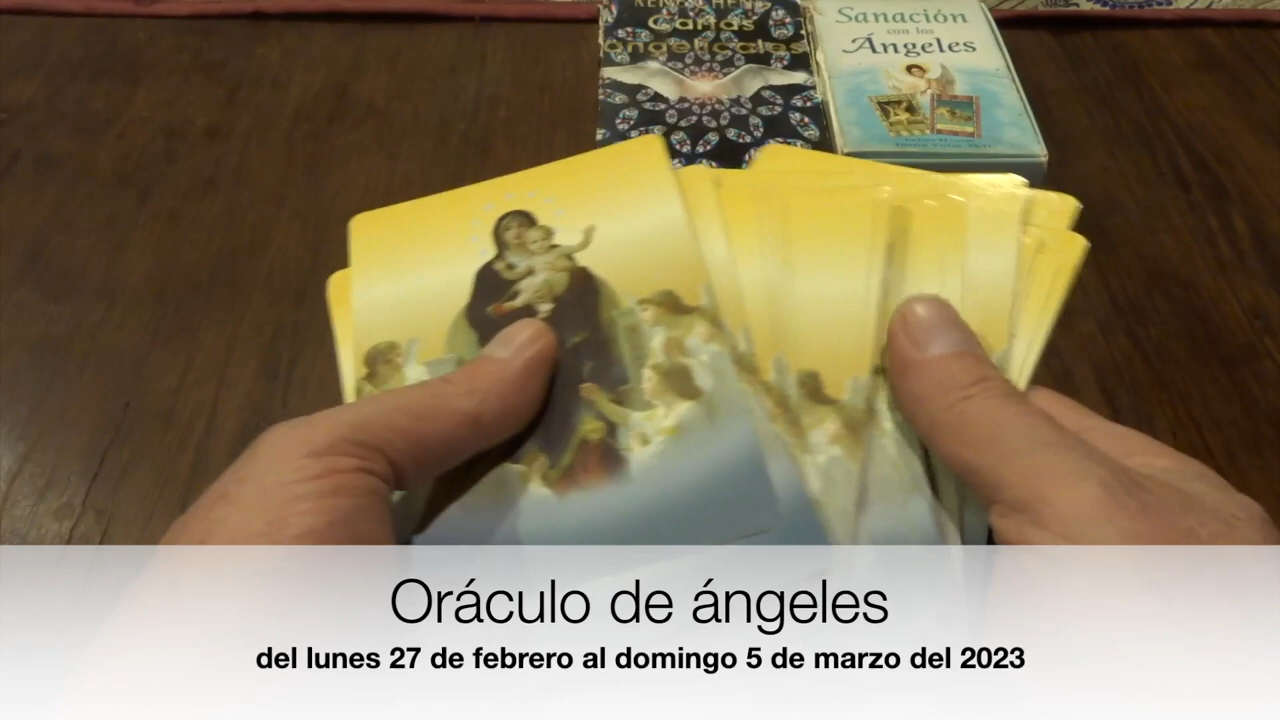 Cartas
angelicales
Sanación
con los
Ángeles
Oráculo de ángeles
del lunes 27 de febrero al domingo 5 de marzo del 2023